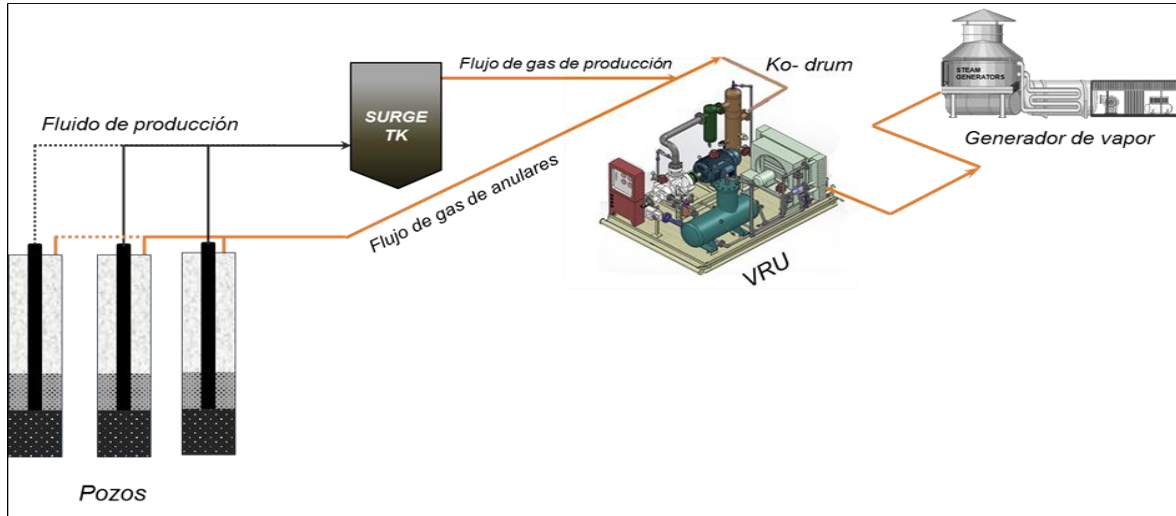 Flujo de gas de producción
Ko- drum
STEAM
GENERATORS
SURGE
TK
Fluido de producción
Generador de vapor
Flujo de gas de anulares
VRU
Pozos